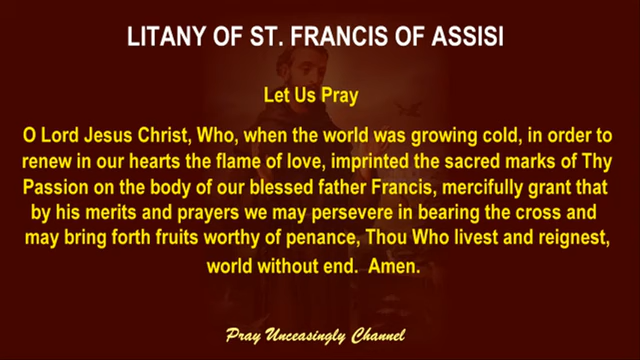 LITANY OF ST. FRANCIS OF ASSISI
Let Us Pray
O Lord Jesus Christ, Who, when the world was growing cold, in order to
renew in our hearts the flame of love, imprinted the sacred marks of Thy
Passion on the body of our blessed father Francis, mercifully grant that
by his merits and prayers we may persevere in bearing the cross and
may bring forth fruits worthy of penance, Thou Who livest and reignest,
world without end. Amen.
Pray Unceasingly Channel